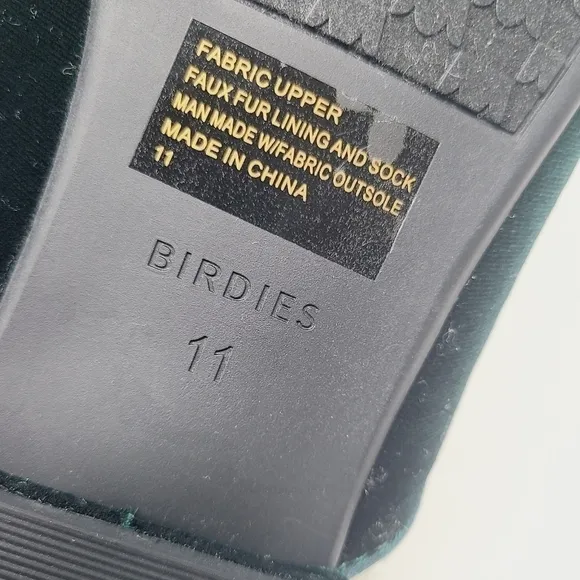 FABRIC UPPER
FAUX FUR LINING AND SOCK
MAN MADE W/FABRIC OUTSOLE
MADE IN CHINA
11
BIRDIES
11